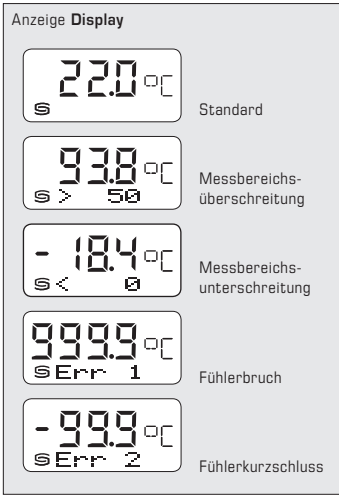 Anzeige Display
22.0 °C
S
Standard
93.8 °C
S > 50
Messbereichs-
überschreitung
- 18.4 °C
S < 0
Messbereichs-
unterschreitung
999.9 °C
S Err 1
Fühlerbruch
- 99.9 °C
S Err 2
Fühlerkurzschluss